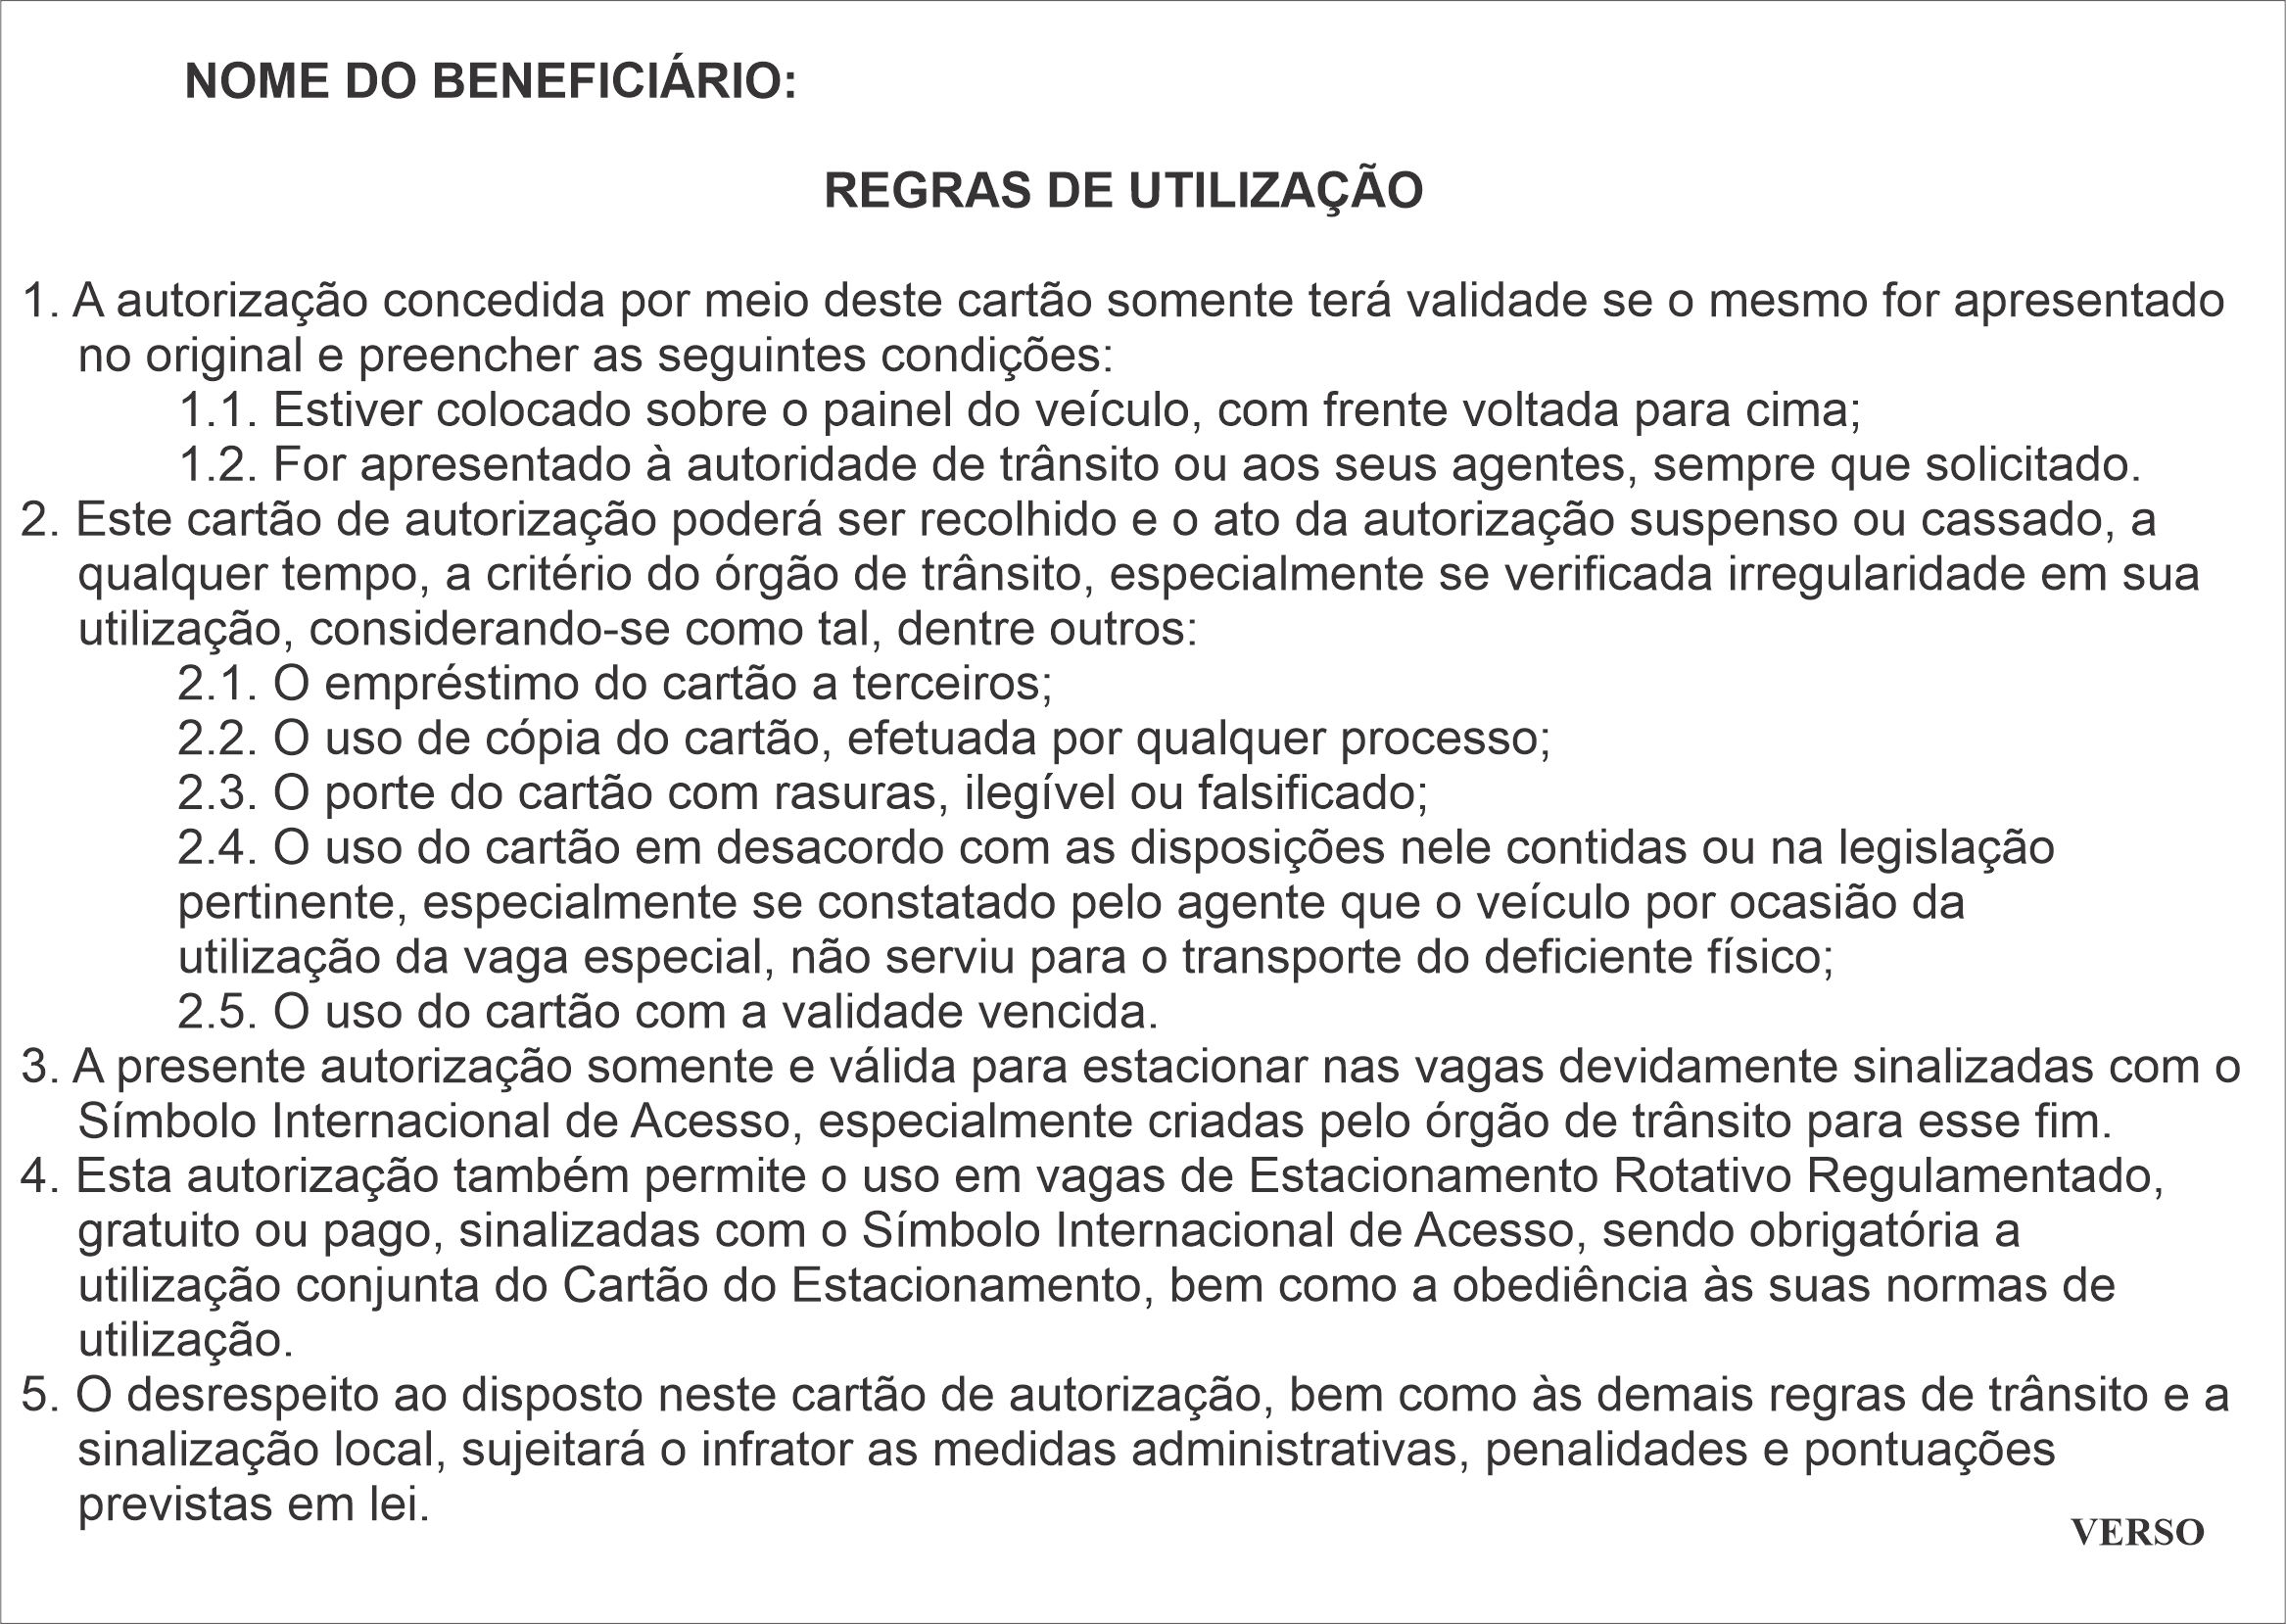 NOME DO BENEFICIÁRIO:
REGRAS DE UTILIZAÇÃO
1. A autorização concedida por meio deste cartão somente terá validade se o mesmo for apresentado
no original e preencher as seguintes condições:
1.1. Estiver colocado sobre o painel do veículo, com frente voltada para cima;
1.2. For apresentado à autoridade de trânsito ou aos seus agentes, sempre que solicitado.
2. Este cartão de autorização poderá ser recolhido e o ato da autorização suspenso ou cassado, a
qualquer tempo, a critério do órgão de trânsito, especialmente se verificada irregularidade em sua
utilização, considerando-se como tal, dentre outros:
2.1. O empréstimo do cartão a terceiros;
2.2. O uso de cópia do cartão, efetuada por qualquer processo;
2.3. O porte do cartão com rasuras, ilegível ou falsificado;
2.4. O uso do cartão em desacordo com as disposições nele contidas ou na legislação
pertinente, especialmente se constatado pelo agente que o veículo por ocasião da
utilização da vaga especial, não serviu para o transporte do deficiente físico;
2.5. O uso do cartão com a validade vencida.
3. A presente autorização somente e válida para estacionar nas vagas devidamente sinalizadas com o
Símbolo Internacional de Acesso, especialmente criadas pelo órgão de trânsito para esse fim.
4. Esta autorização também permite o uso em vagas de Estacionamento Rotativo Regulamentado,
gratuito ou pago, sinalizadas com o Símbolo Internacional de Acesso, sendo obrigatória a
utilização conjunta do Cartão do Estacionamento, bem como a obediência às suas normas de
utilização.
5. O desrespeito ao disposto neste cartão de autorização, bem como às demais regras de trânsito e a
sinalização local, sujeitará o infrator as medidas administrativas, penalidades e pontuações
previstas em lei.
VERSO